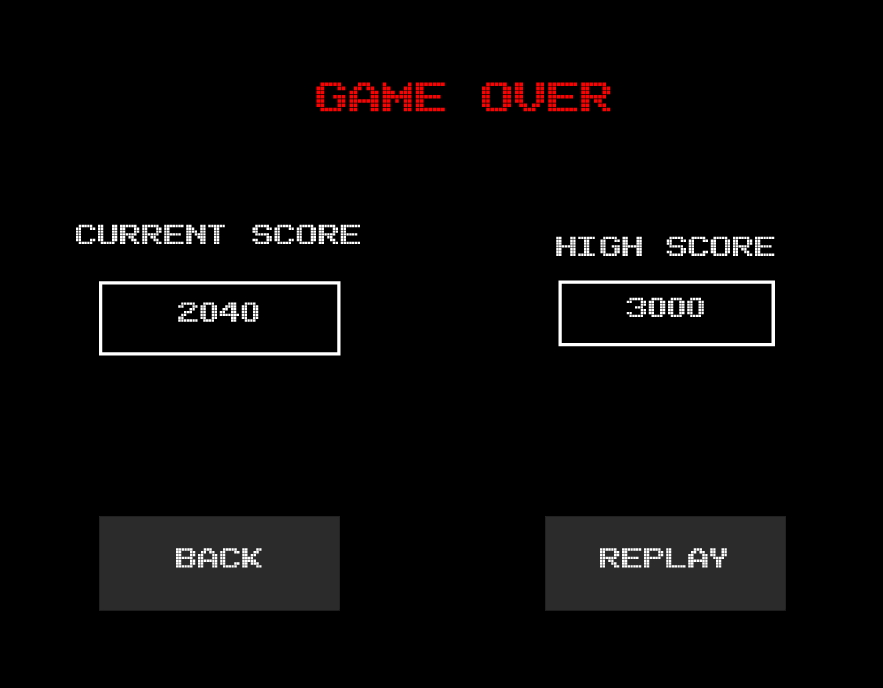 GAME OVER
CURRENT SCORE
HIGH SCORE
2040
3000
BACK
REPLAY